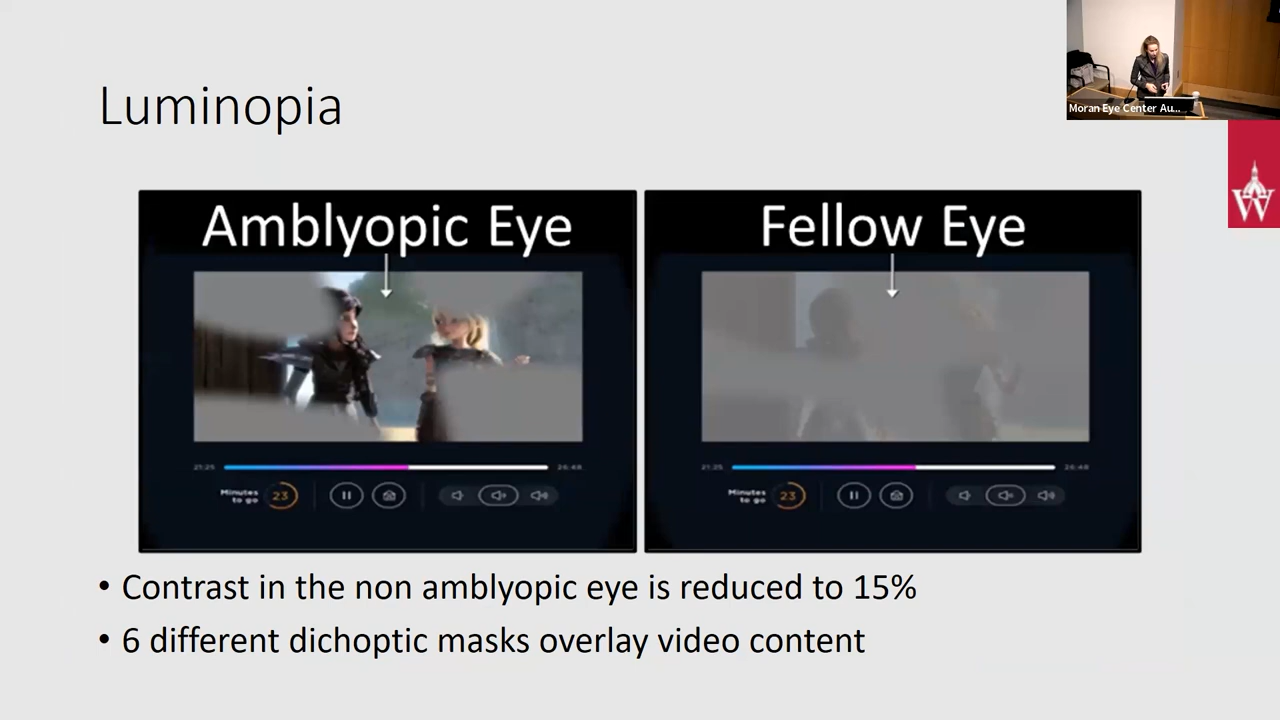 Luminopia
Moran Eye Center Au...
W
Amblyopic Eye
Fellow Eye
21:25
26:48
Minutes
to go
23
21:25
26:48
Minutes
to go
23
• Contrast in the non amblyopic eye is reduced to 15%
• 6 different dichoptic masks overlay video content